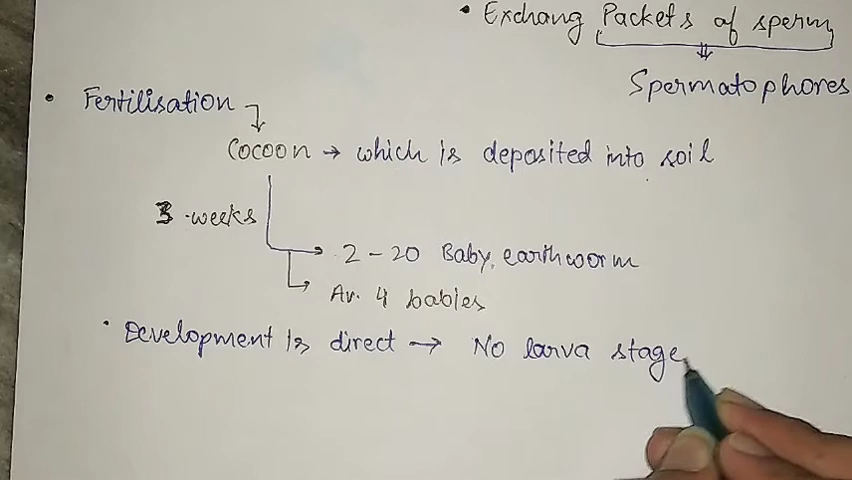 • Exchang Packets of sperm
Spermatophores
• Fertilisation
Cocoon → which is deposited into soil
3 weeks
2 - 20 Baby earthworm
Av. 4 babies
• Development is direct → No larva stage